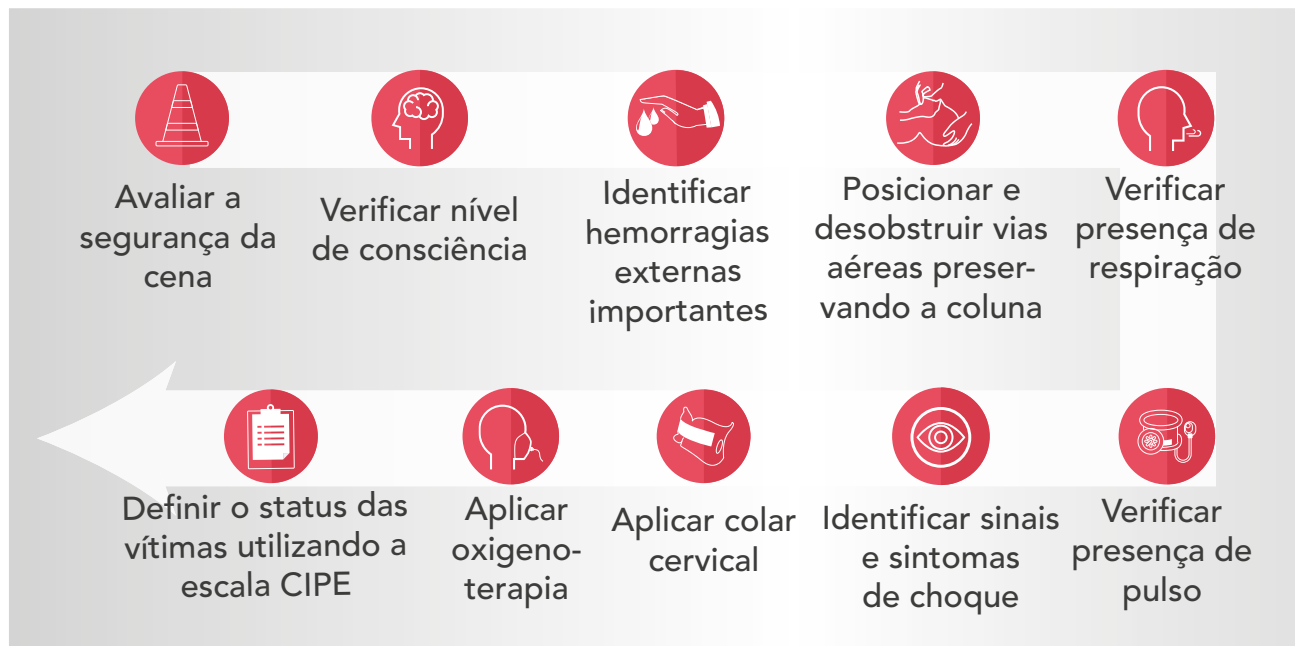 Avaliar a
segurança da
cena
Verificar nível
de consciência
Identificar
hemorragias
externas
importantes
Posicionar e
desobstruir vias
aéreas preser-
vando a coluna
Verificar
presença de
respiração
Verificar
presença de
pulso
Identificar sinais
e sintomas
de choque
Aplicar colar
cervical
Aplicar
oxigeno-
terapia
Definir o status das
vítimas utilizando a
escala CIPE